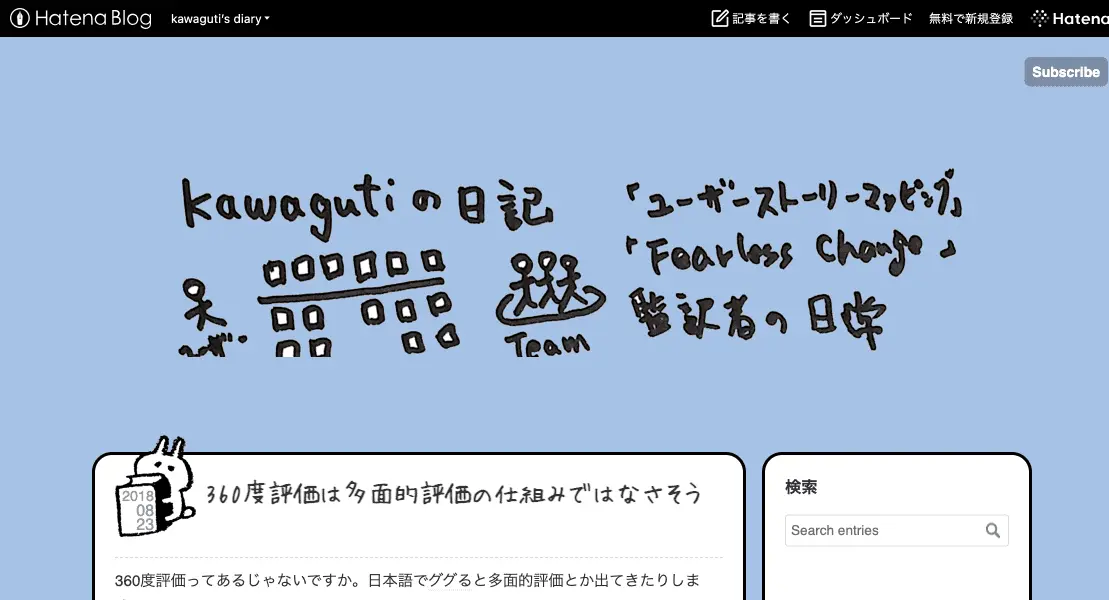 Hatena Blog kawaguti's diary 記事を書く ダッシュボード 無料で新規登録 Hatena
Subscribe
kawagutiの日記
「ユーザーストーリーマッピング」
「Fearless Change」
監訳者の日常
ユーザー
Team
2018
08
23
360度評価は多面的評価の仕組みではなさそう
検索
Search entries
360度評価ってあるじゃないですか。日本語でググると多面的評価とか出てきたりしま